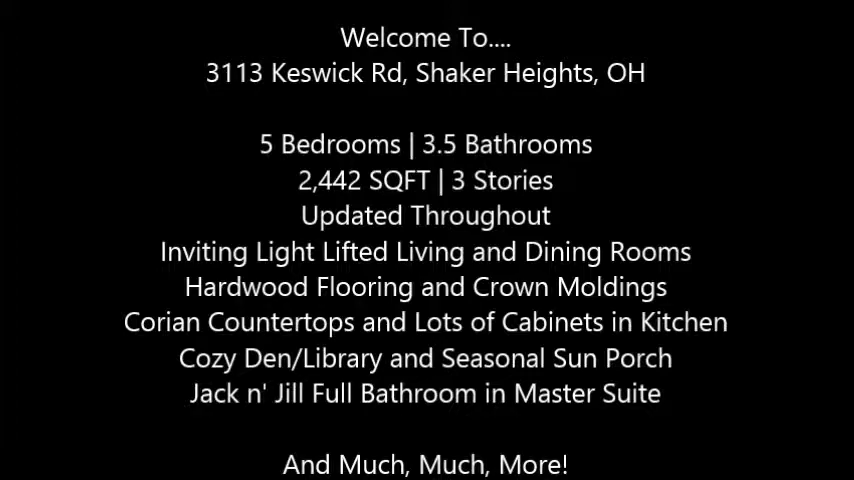 Welcome To....
3113 Keswick Rd, Shaker Heights, OH
5 Bedrooms | 3.5 Bathrooms
2,442 SQFT | 3 Stories
Updated Throughout
Inviting Light Lifted Living and Dining Rooms
Hardwood Flooring and Crown Moldings
Corian Countertops and Lots of Cabinets in Kitchen
Cozy Den/Library and Seasonal Sun Porch
Jack n' Jill Full Bathroom in Master Suite
And Much, Much, More!